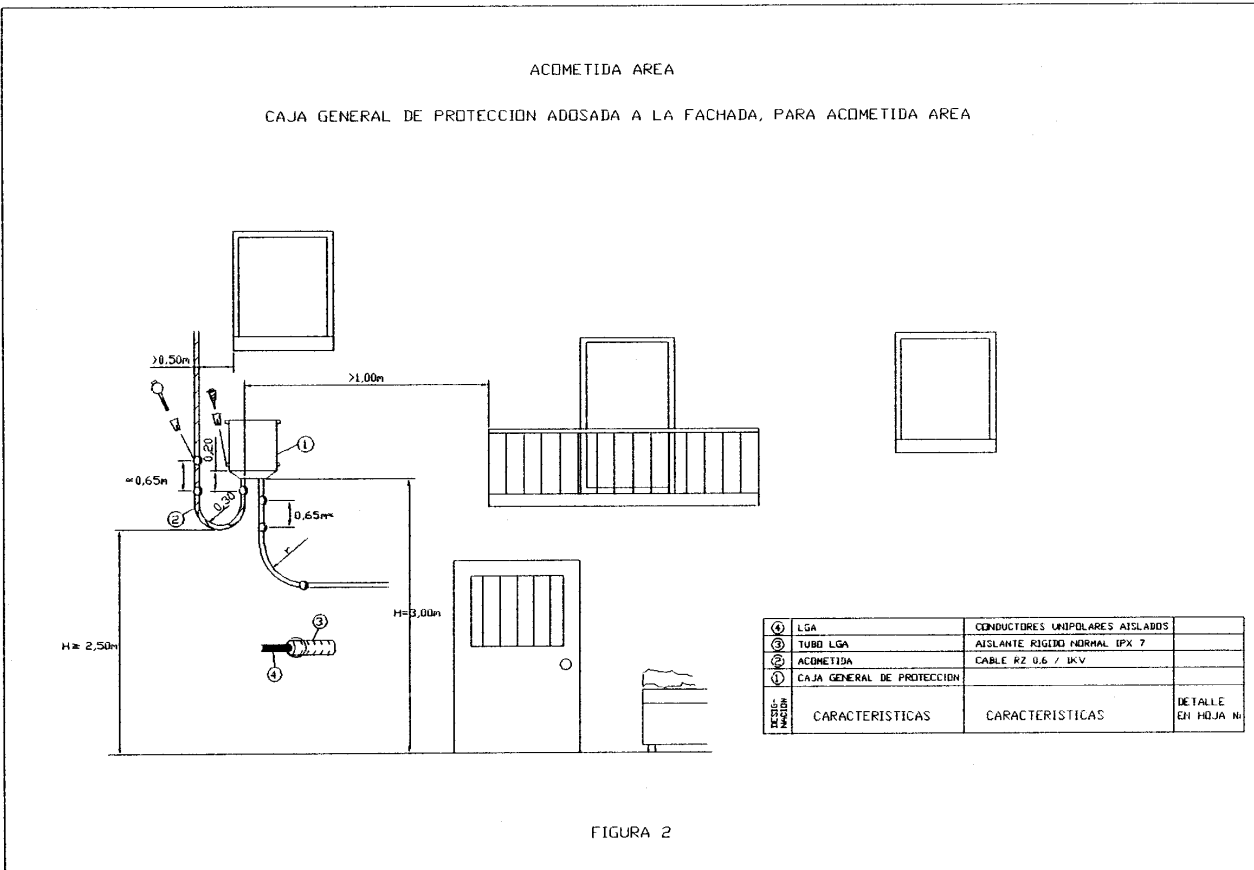 ACOMETIDA AREA
CAJA GENERAL DE PROTECCION ADOSADA A LA FACHADA, PARA ACOMETIDA AREA
>0,50m
>1,00m
1
0,20
≈0,65m
0,30
2
0,65m≈
r
H=3,00m
H≥ 2,50m
3
4
4 LGA CONDUCTORES UNIPOLARES AISLADOS
3 TUBO LGA AISLANTE RIGIDO NORMAL IPX 7
2 ACOMETIDA CABLE RZ 0.6 / 1KV
1 CAJA GENERAL DE PROTECCION
DESIG-
NACION
CARACTERISTICAS CARACTERISTICAS
DETALLE
EN HOJA Nº
FIGURA 2